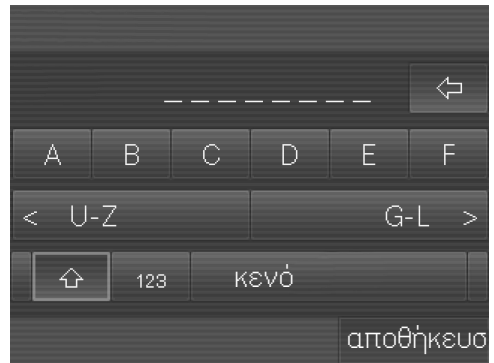 _ _ _ _ _ _ _ _ _
A B C D E F
< U-Z G-L >
123 κενό
αποθήκευσ